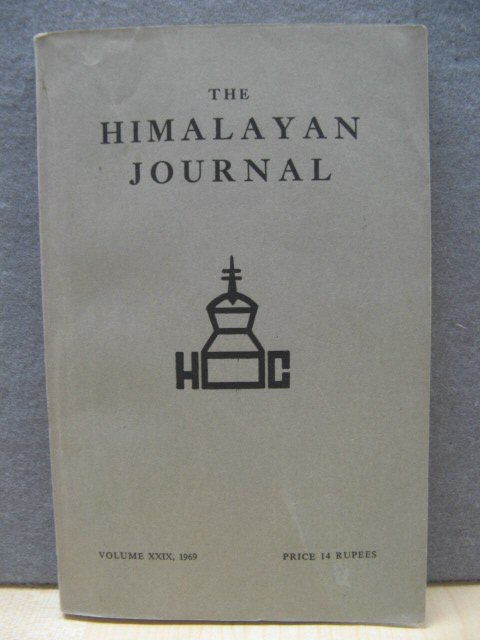 THE
HIMALAYAN
JOURNAL
H C
VOLUME XXIX, 1969 PRICE 14 RUPEES